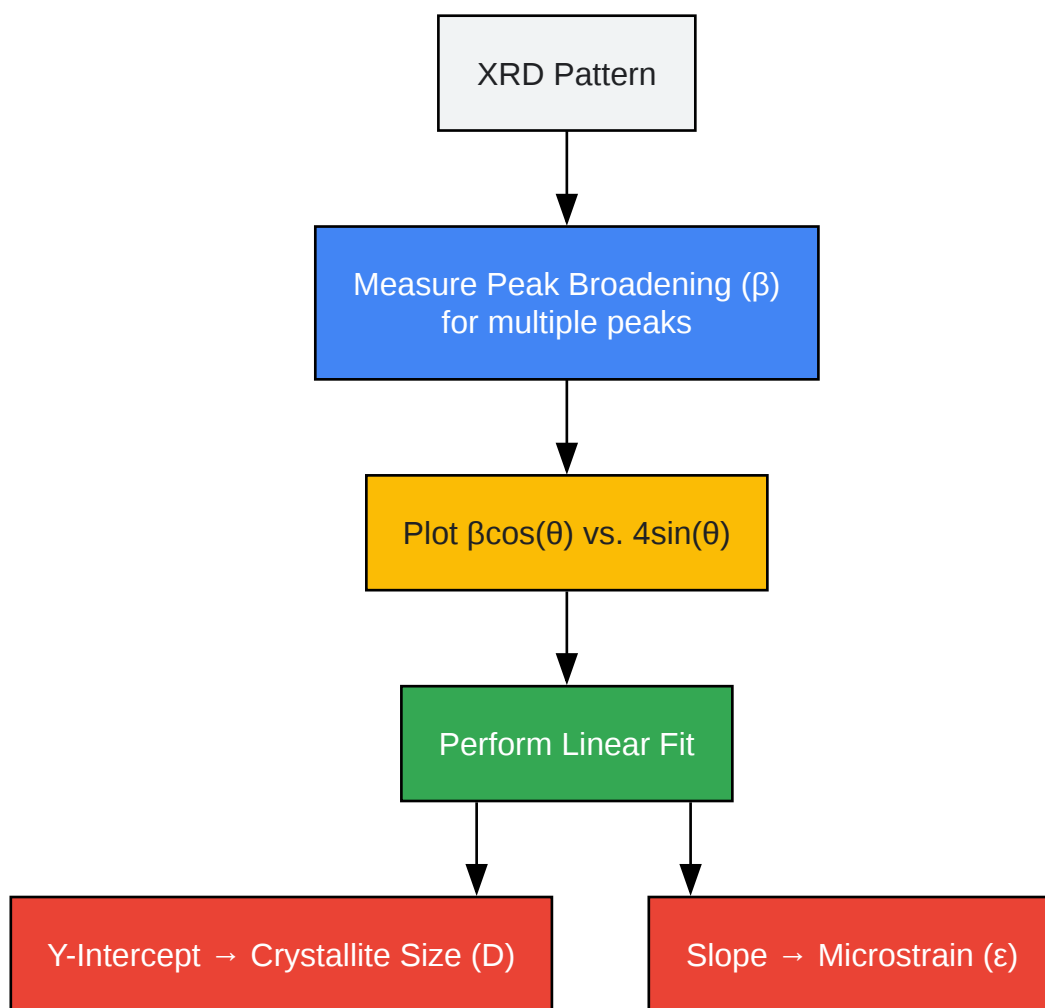 XRD Pattern
Measure Peak Broadening (β)
for multiple peaks
Plot βcos(θ) vs. 4sin(θ)
Perform Linear Fit
Y-Intercept → Crystallite Size (D)
Slope → Microstrain (ε)